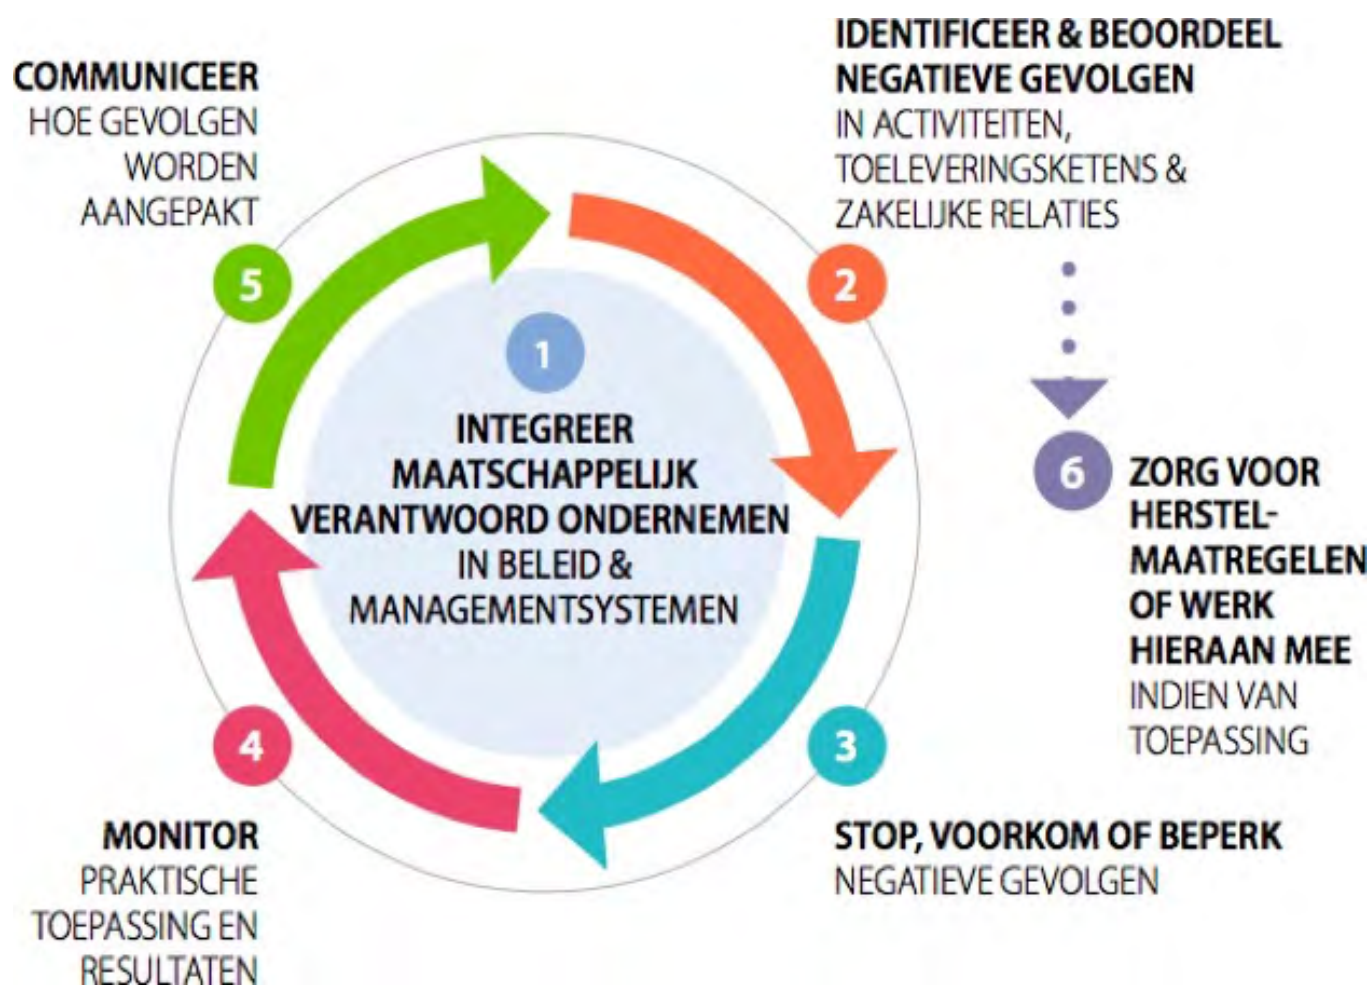 1
INTEGREER
MAATSCHAPPELIJK
VERANTWOORD ONDERNEMEN
IN BELEID &
MANAGEMENTSYSTEMEN
2
IDENTIFICEER & BEOORDEEL
NEGATIEVE GEVOLGEN
IN ACTIVITEITEN,
TOELEVERINGSKETENS &
ZAKELIJKE RELATIES
3
STOP, VOORKOM OF BEPERK
NEGATIEVE GEVOLGEN
4
MONITOR
PRAKTISCHE
TOEPASSING EN
RESULTATEN
5
COMMUNICEER
HOE GEVOLGEN
WORDEN
AANGEPAKT
6
ZORG VOOR
HERSTEL-
MAATREGELEN
OF WERK
HIERAAN MEE
INDIEN VAN
TOEPASSING